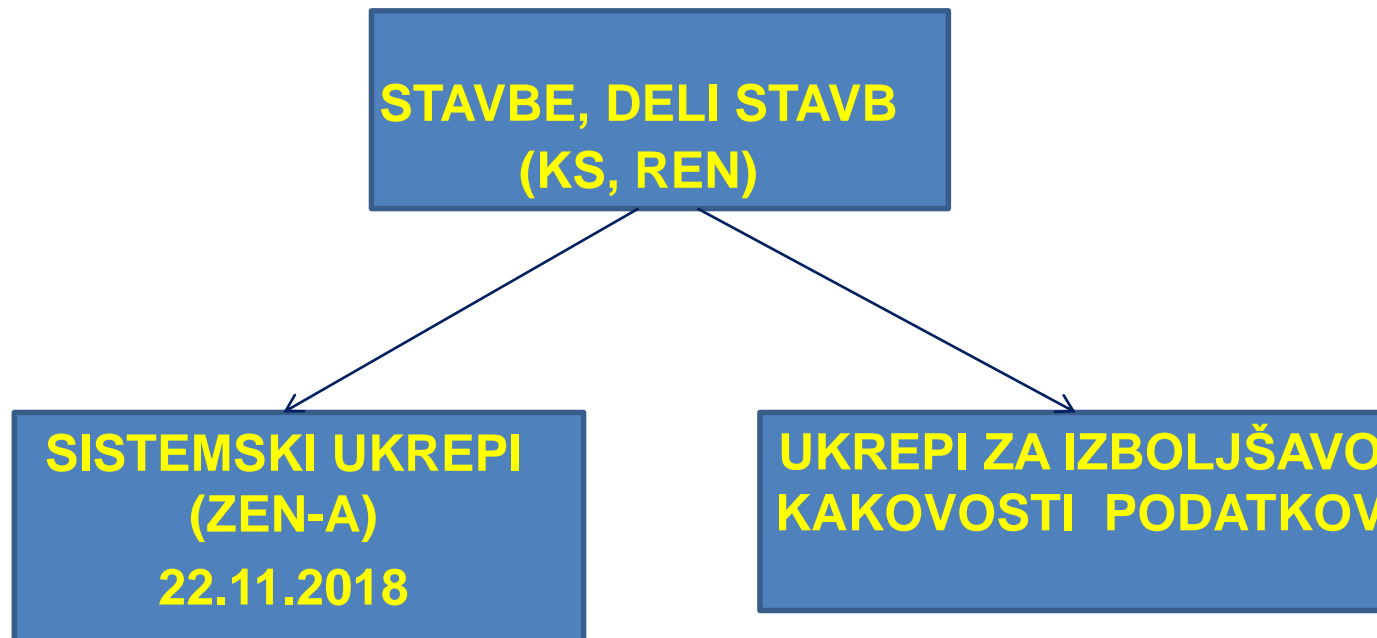 STAVBE, DELI STAVB
(KS, REN)
SISTEMSKI UKREPI
(ZEN-A)
22.11.2018
UKREPI ZA IZBOLJŠAVO
KAKOVOSTI PODATKOV